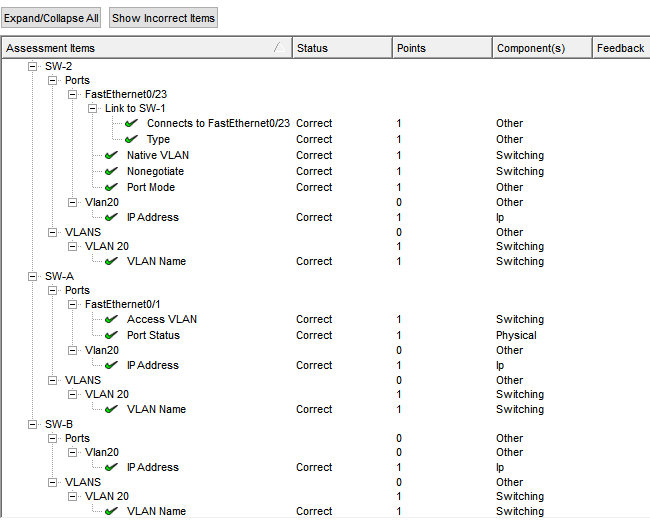 Expand/Collapse All Show Incorrect Items
Assessment Items Status Points Component(s) Feedback
SW-2
Ports
FastEthernet0/23
Link to SW-1
Connects to FastEthernet0/23 Correct 1 Other
Type Correct 1 Other
Native VLAN Correct 1 Switching
Nonegotiate Correct 1 Switching
Port Mode Correct 1 Other
Vlan20 0 Other
IP Address Correct 1 Ip
VLANS 0 Other
VLAN 20 1 Switching
VLAN Name Correct 1 Switching
SW-A
Ports
FastEthernet0/1
Access VLAN Correct 1 Switching
Port Status Correct 1 Physical
Vlan20 0 Other
IP Address Correct 1 Ip
VLANS 0 Other
VLAN 20 1 Switching
VLAN Name Correct 1 Switching
SW-B
Ports 0 Other
Vlan20 0 Other
IP Address Correct 1 Ip
VLANS 0 Other
VLAN 20 1 Switching
VLAN Name Correct 1 Switching